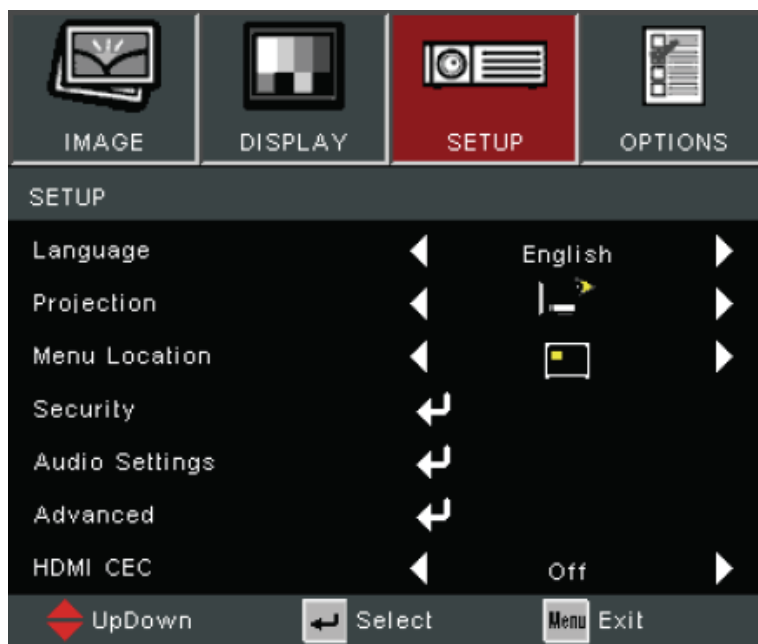 IMAGE DISPLAY SETUP OPTIONS
SETUP
Language English
Projection
Menu Location
Security
Audio Settings
Advanced
HDMI CEC Off
UpDown Select Menu Exit